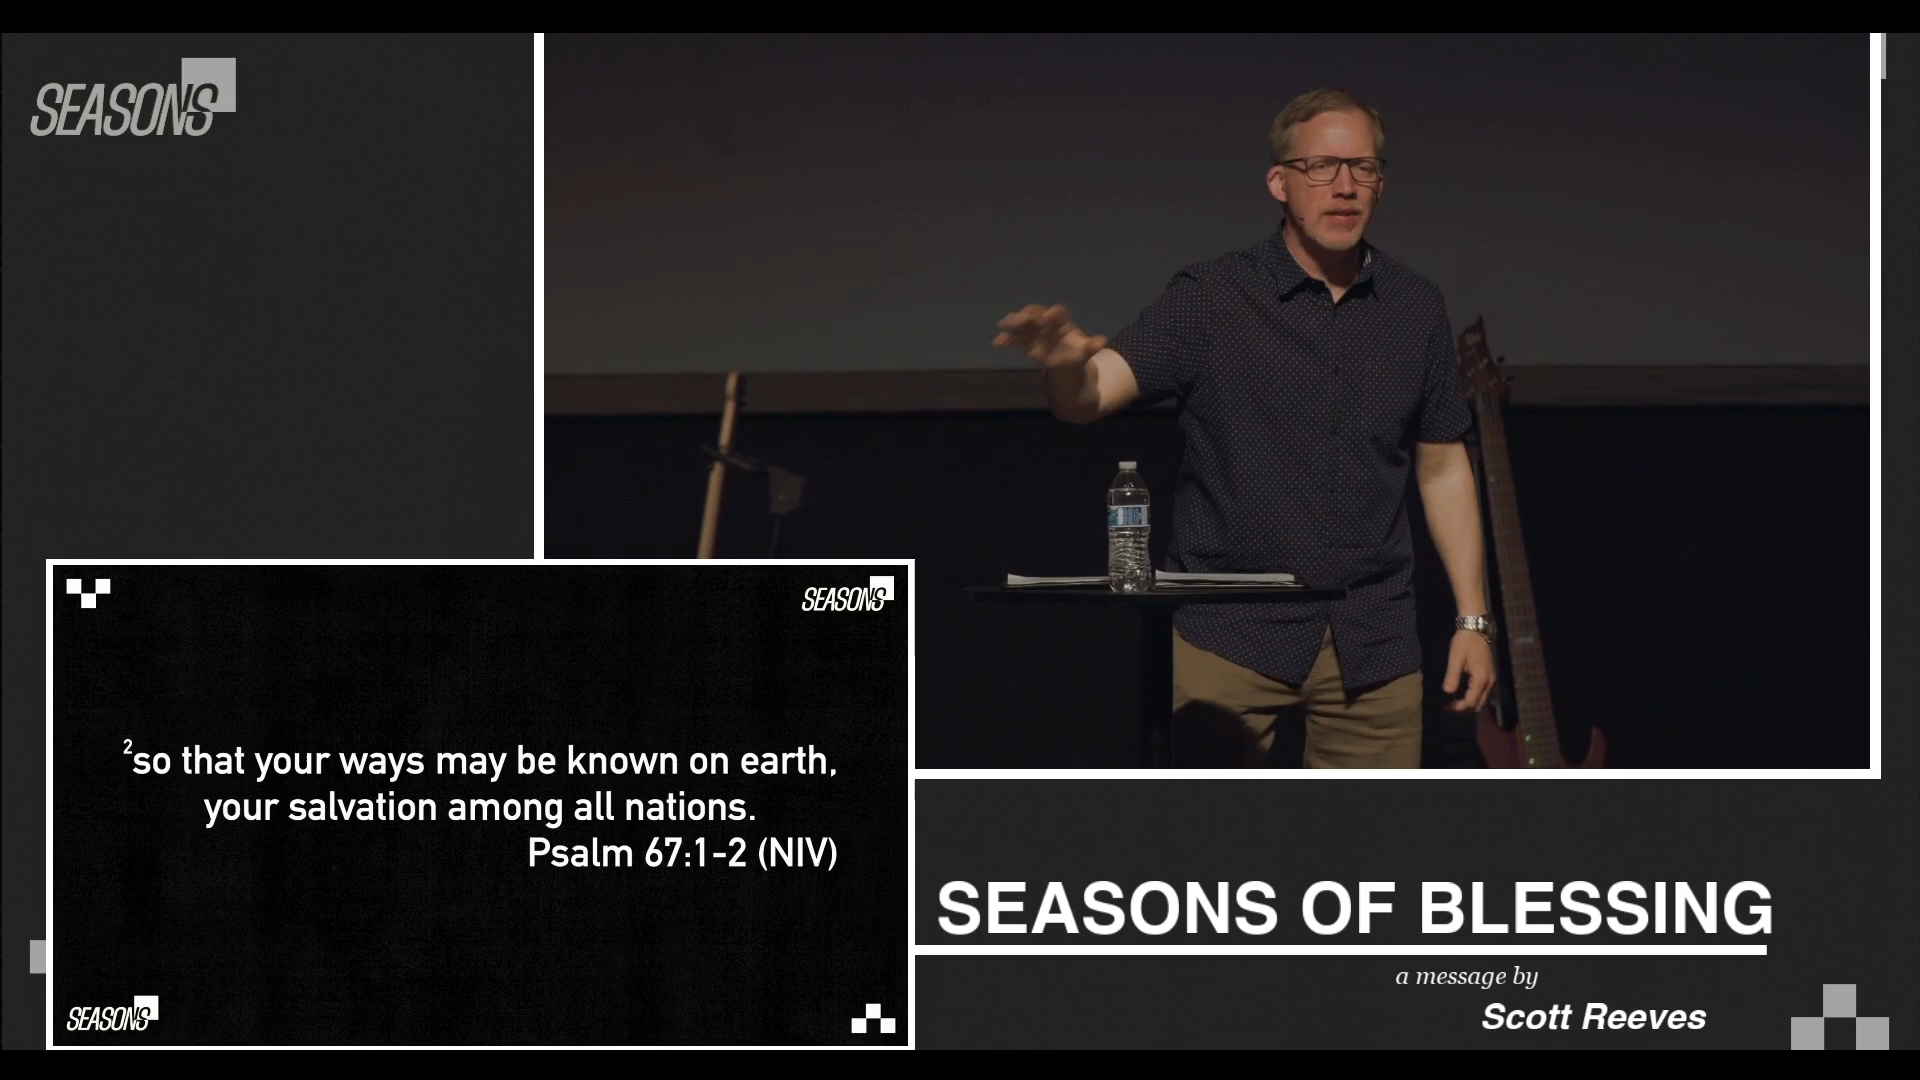 SEASONS
SEASONS
²so that your ways may be known on earth,
your salvation among all nations.
Psalm 67:1-2 (NIV)
SEASONS
SEASONS OF BLESSING
a message by
Scott Reeves